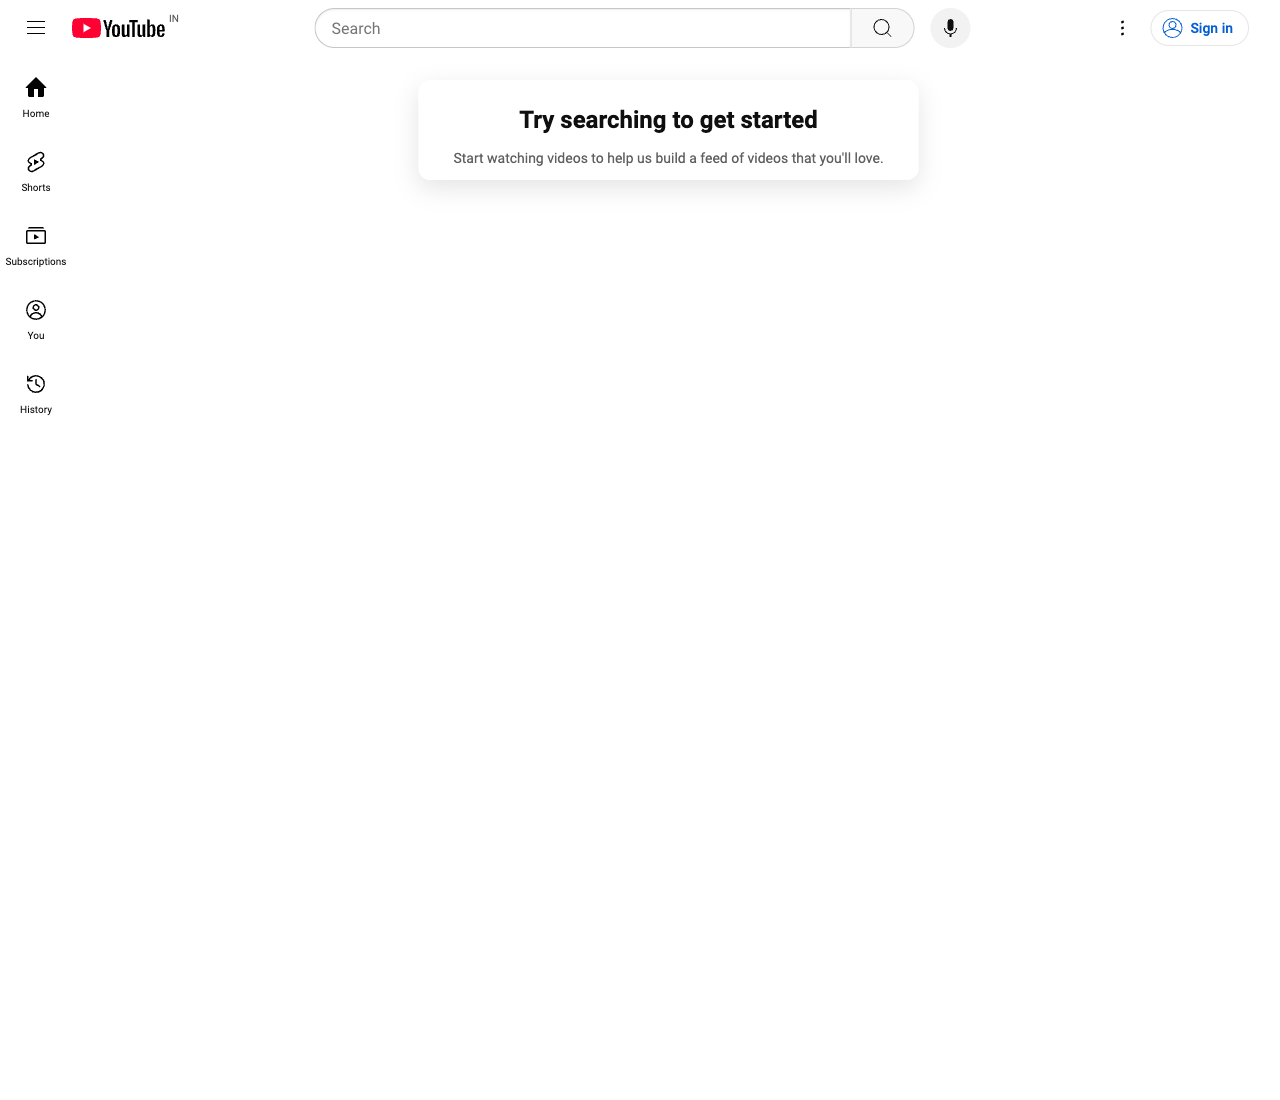 YouTube IN
Search
Sign in
Home
Shorts
Subscriptions
You
History
Try searching to get started
Start watching videos to help us build a feed of videos that you'll love.